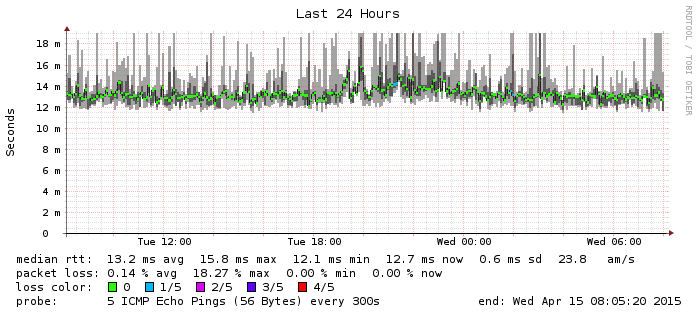 Last 24 Hours
RRDTOOL / TOBI OETIKER
Seconds
18 m
16 m
14 m
12 m
10 m
8 m
6 m
4 m
2 m
0
Tue 12:00 Tue 18:00 Wed 00:00 Wed 06:00
median rtt: 13.2 ms avg 15.8 ms max 12.1 ms min 12.7 ms now 0.6 ms sd 23.8 am/s
packet loss: 0.14 % avg 18.27 % max 0.00 % min 0.00 % now
loss color: 0 1/5 2/5 3/5 4/5
probe: 5 ICMP Echo Pings (56 Bytes) every 300s end: Wed Apr 15 08:05:20 2015